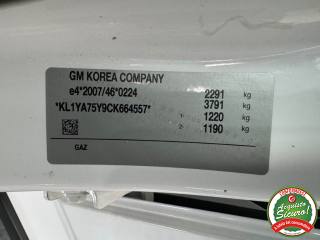 GM KOREA COMPANY
e4*2007/46*0224
2291 kg
*KL1YA75Y9CK664557* 3791 kg
1- 1220 kg
2- 1190 kg
GAZ
Acquisto
Sicuro!